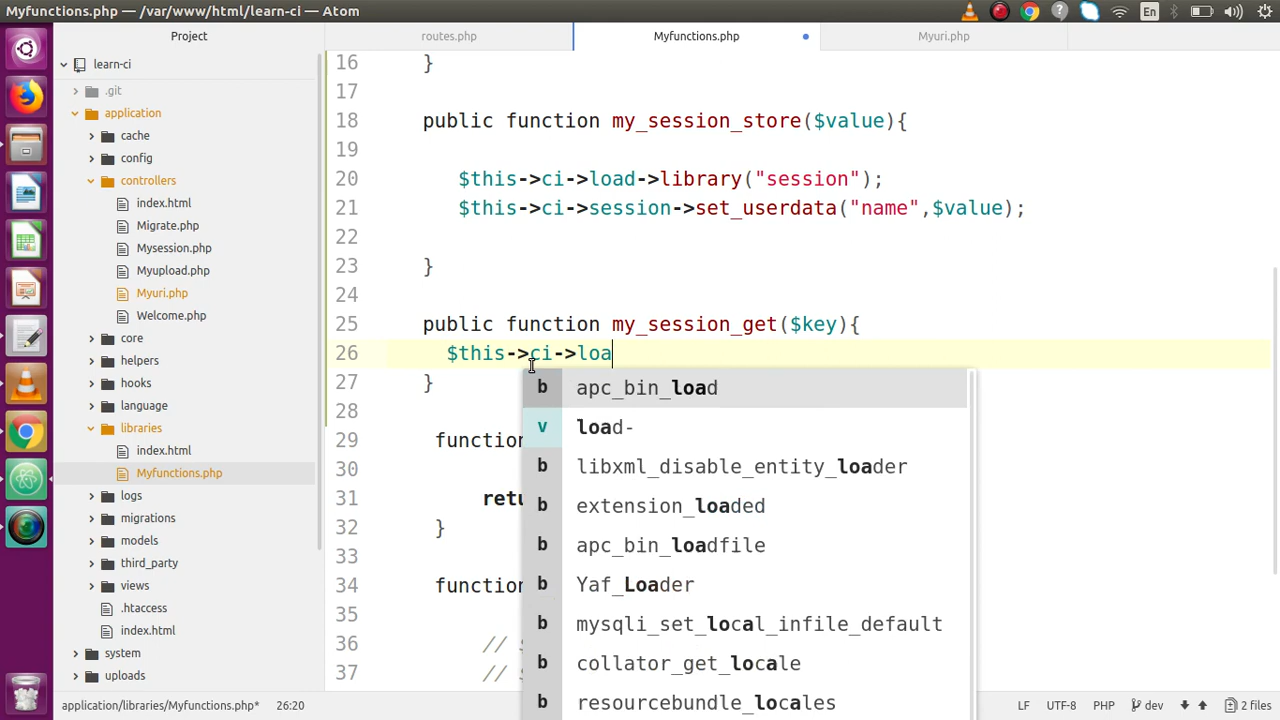 Myfunctions.php — /var/www/html/learn-ci — Atom
En
Project
routes.php
Myfunctions.php
Myuri.php
learn-ci
.git
application
cache
config
controllers
index.html
Migrate.php
Mysession.php
Myupload.php
Myuri.php
Welcome.php
core
helpers
hooks
language
libraries
index.html
Myfunctions.php
logs
migrations
models
third_party
views
.htaccess
index.html
system
uploads
16 }
17
18 public function my_session_store($value){
19
20 $this->ci->load->library("session");
21 $this->ci->session->set_userdata("name",$value);
22
23 }
24
25 public function my_session_get($key){
26 $this->ci->loa
27 }
28
29 function
30
31 retu
32 }
33
34 function
35
36 // $
37 // $
b apc_bin_load
v load-
b libxml_disable_entity_loader
b extension_loaded
b apc_bin_loadfile
b Yaf_Loader
b mysqli_set_local_infile_default
b collator_get_locale
b resourcebundle_locales
application/libraries/Myfunctions.php* 26:20 LF UTF-8 PHP dev 2 files